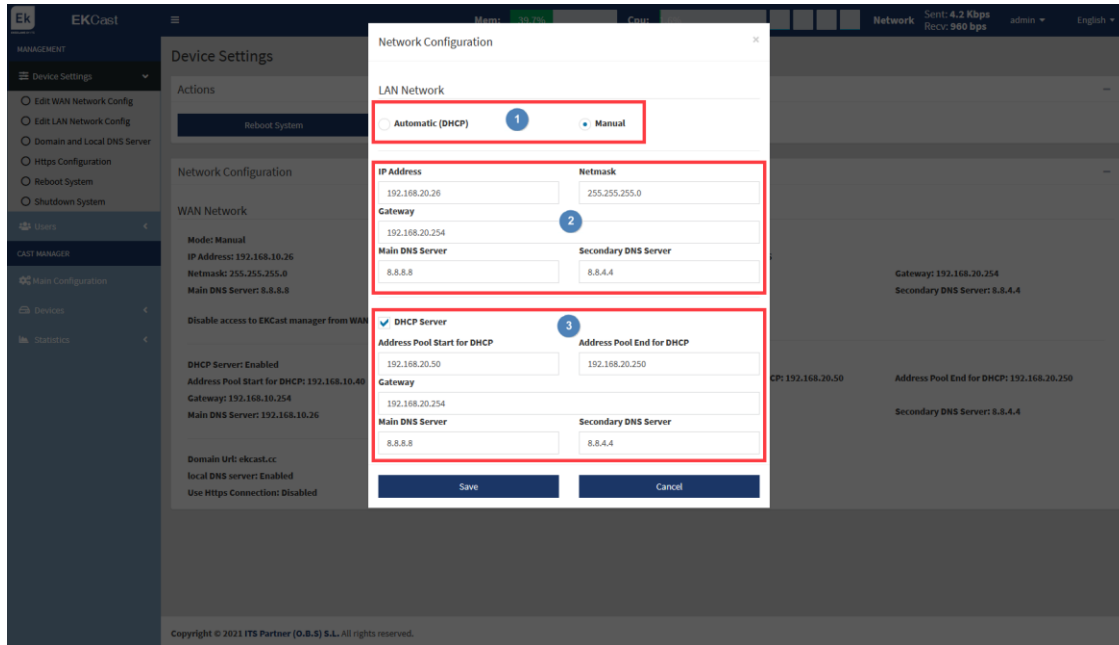 Ek EKCast
Mem: 39.7% Cpu: Network Sent: 4.2 Kbps admin English
Recv: 960 bps
MANAGEMENT
Device Settings
Edit WAN Network Config
Edit LAN Network Config
Domain and Local DNS Server
Https Configuration
Reboot System
Shutdown System
Users
CAST MANAGER
Main Configuration
Devices
Statistics
Device Settings
Actions
Reboot System
Network Configuration
WAN Network
Mode: Manual
IP Address: 192.168.10.26
Netmask: 255.255.255.0
Main DNS Server: 8.8.8.8
Disable access to EKCast manager from WAN
DHCP Server: Enabled
Address Pool Start for DHCP: 192.168.10.40
Gateway: 192.168.10.254
Main DNS Server: 192.168.10.26
Domain Url: ekcast.cc
local DNS server: Enabled
Use Https Connection: Disabled
Network Configuration ×
LAN Network
Automatic (DHCP) 1 Manual
IP Address Netmask
192.168.20.26 255.255.255.0
Gateway
2
192.168.20.254
Main DNS Server Secondary DNS Server
8.8.8.8 8.8.4.4
DHCP Server 3
Address Pool Start for DHCP Address Pool End for DHCP
192.168.20.50 192.168.20.250
Gateway
192.168.20.254
Main DNS Server Secondary DNS Server
8.8.8.8 8.8.4.4
Save Cancel
Gateway: 192.168.20.254
Secondary DNS Server: 8.8.4.4
CP: 192.168.20.50 Address Pool End for DHCP: 192.168.20.250
Secondary DNS Server: 8.8.4.4
Copyright © 2021 ITS Partner (O.B.S) S.L. All rights reserved.